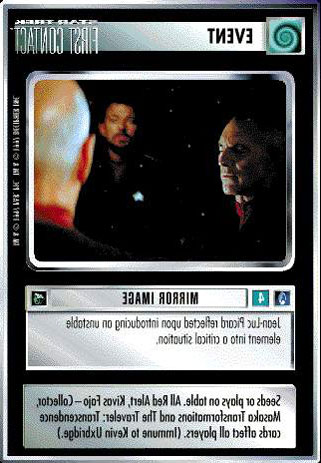 EVENT
STAR TREK
FIRST CONTACT
MIRROR IMAGE
4
Jean-Luc Picard reflected upon introducing an unstable
element into a critical situation.
Seeds or plays on table. All Red Alert, Kivas Fajo – Collector,
Masaka Transformations and The Traveler: Transcendence
cards affect all players. (Immune to Kevin Uxbridge.)